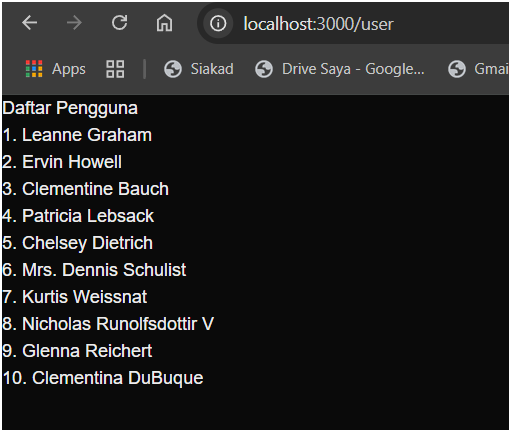 localhost:3000/user
Apps Siakad Drive Saya - Google... Gmai
Daftar Pengguna
1. Leanne Graham
2. Ervin Howell
3. Clementine Bauch
4. Patricia Lebsack
5. Chelsey Dietrich
6. Mrs. Dennis Schulist
7. Kurtis Weissnat
8. Nicholas Runolfsdottir V
9. Glenna Reichert
10. Clementina DuBuque